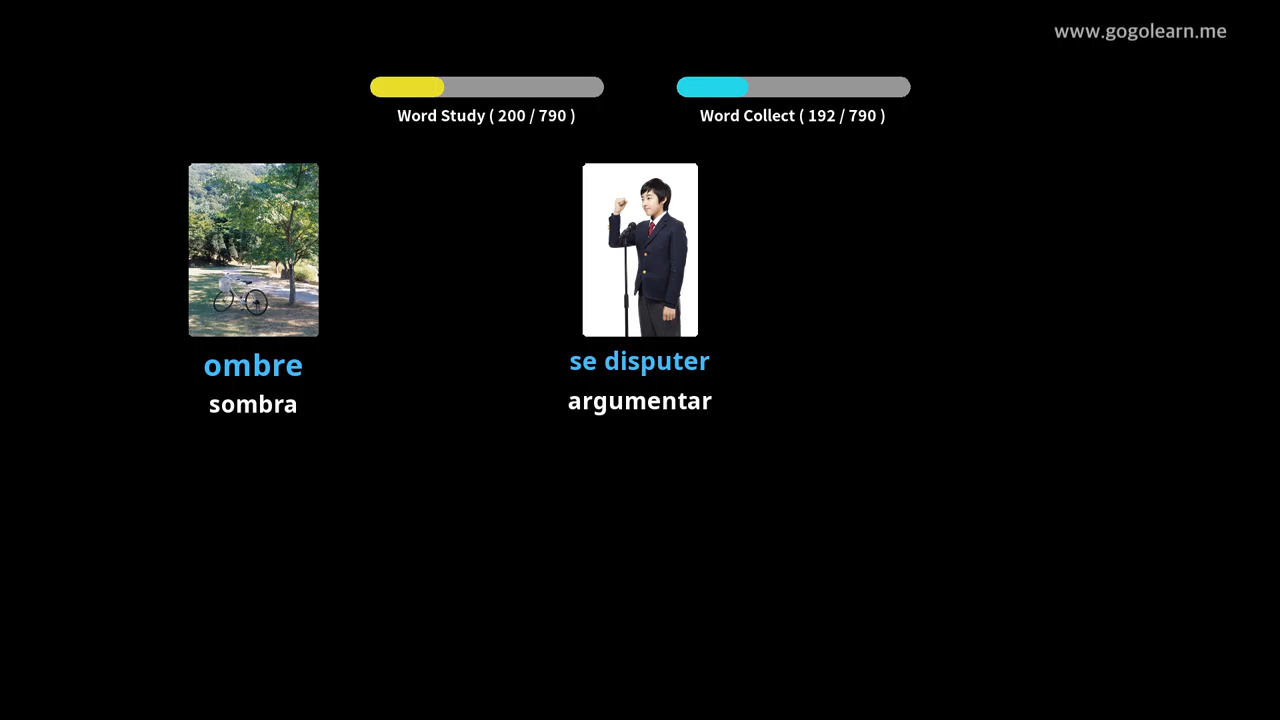 www.gogolearn.me
Word Study ( 200 / 790 )
Word Collect ( 192 / 790 )
ombre
sombra
se disputer
argumentar